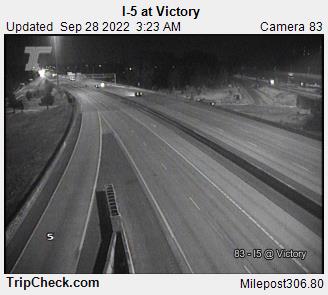 I-5 at Victory
Updated Sep 28 2022 3:23 AM Camera 83
T
S
83 - I5 @ Victory
TripCheck.com Milepost306.80